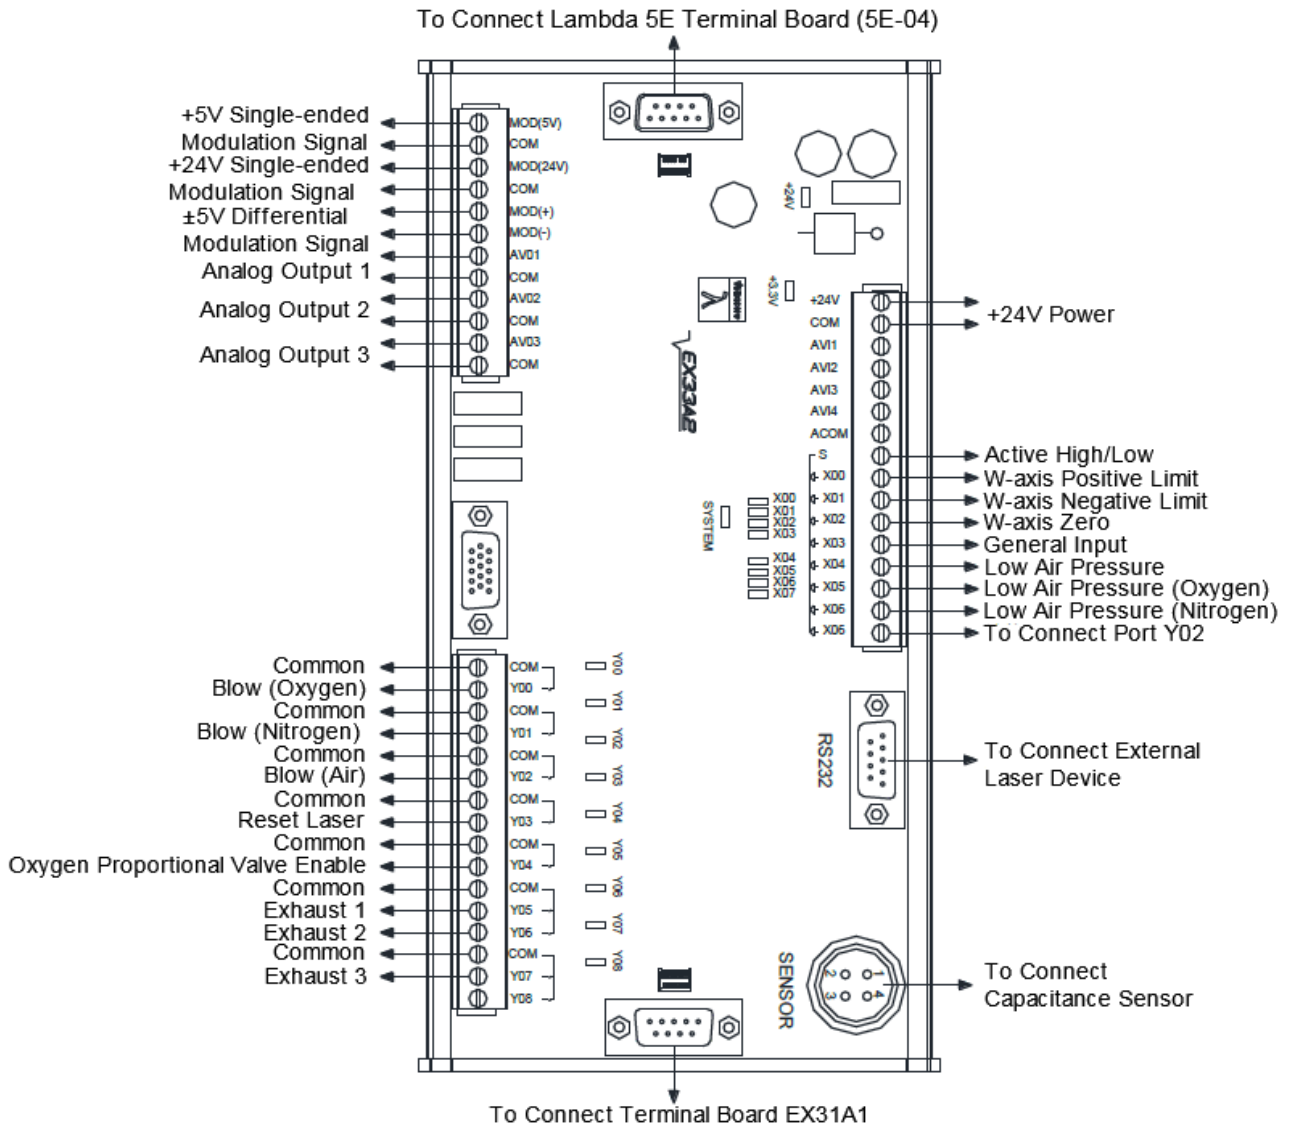 To Connect Lambda 5E Terminal Board (5E-04)
+5V Single-ended
Modulation Signal
+24V Single-ended
Modulation Signal
±5V Differential
Modulation Signal
Analog Output 1
Analog Output 2
Analog Output 3
MOD(5V)
COM
MOD(24V)
COM
MOD(+)
MOD(-)
AV01
COM
AV02
COM
AV03
COM
+24V
+3.3V
EX33A2
+24V
COM
AVI1
AVI2
AVI3
AVI4
ACOM
S
X00
X01
X02
X03
X04
X05
X06
X06
+24V Power
Active High/Low
W-axis Positive Limit
W-axis Negative Limit
W-axis Zero
General Input
Low Air Pressure
Low Air Pressure (Oxygen)
Low Air Pressure (Nitrogen)
To Connect Port Y02
SYSTEM
X00
X01
X02
X03
X04
X05
X06
X07
Common
Blow (Oxygen)
Common
Blow (Nitrogen)
Common
Blow (Air)
Common
Reset Laser
Common
Oxygen Proportional Valve Enable
Common
Exhaust 1
Exhaust 2
Common
Exhaust 3
COM
Y00
COM
Y01
COM
Y02
COM
Y03
COM
Y04
COM
Y05
Y06
COM
Y07
Y08
Y00
Y01
Y02
Y03
Y04
Y05
Y06
Y07
Y08
RS232
To Connect External
Laser Device
SENSOR
2
1
3
4
To Connect
Capacitance Sensor
To Connect Terminal Board EX31A1